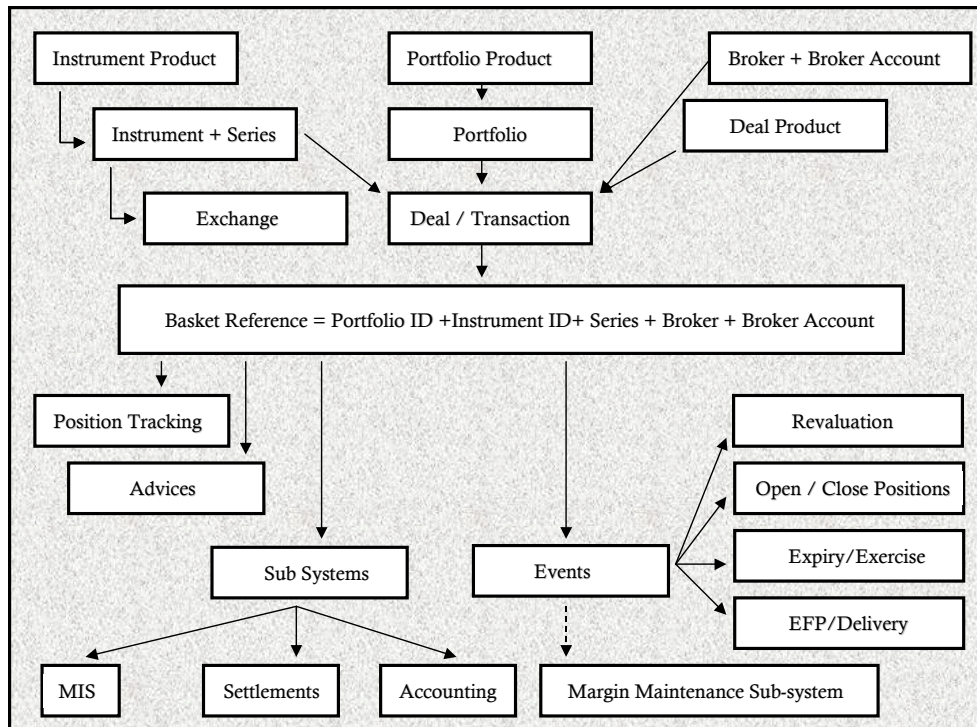 Instrument Product
Portfolio Product
Broker + Broker Account
Instrument + Series
Portfolio
Deal Product
Exchange
Deal / Transaction
Basket Reference = Portfolio ID +Instrument ID+ Series + Broker + Broker Account
Position Tracking
Revaluation
Advices
Open / Close Positions
Sub Systems
Events
Expiry/Exercise
EFP/Delivery
MIS
Settlements
Accounting
Margin Maintenance Sub-system